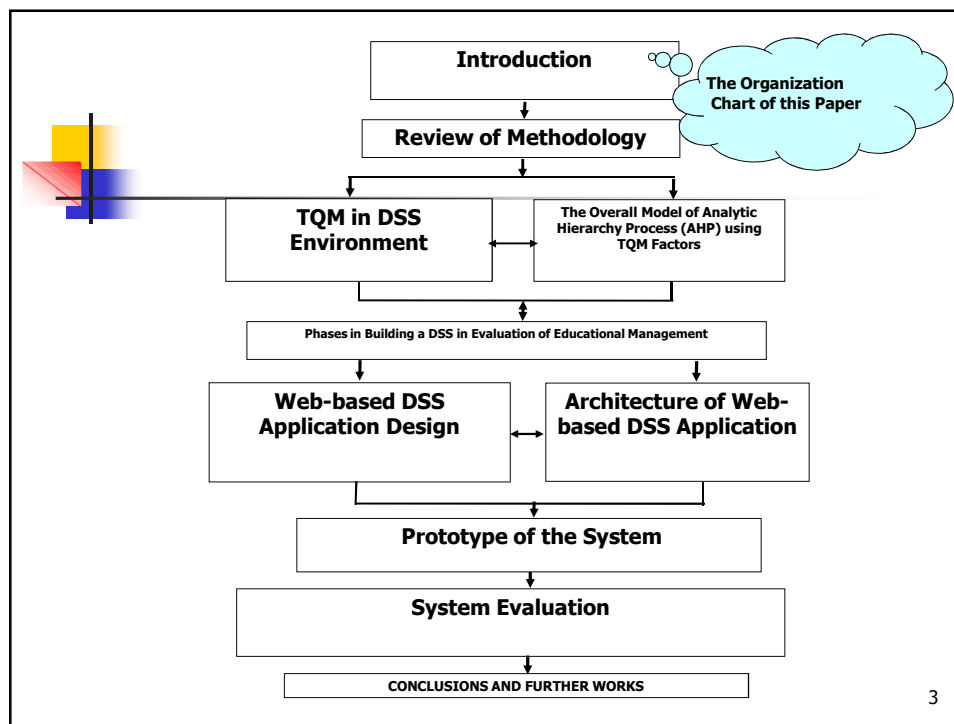 Introduction
The Organization
Chart of this Paper
Review of Methodology
TQM in DSS
Environment
The Overall Model of Analytic
Hierarchy Process (AHP) using
TQM Factors
Phases in Building a DSS in Evaluation of Educational Management
Web-based DSS
Application Design
Architecture of Web-
based DSS Application
Prototype of the System
System Evaluation
CONCLUSIONS AND FURTHER WORKS
3